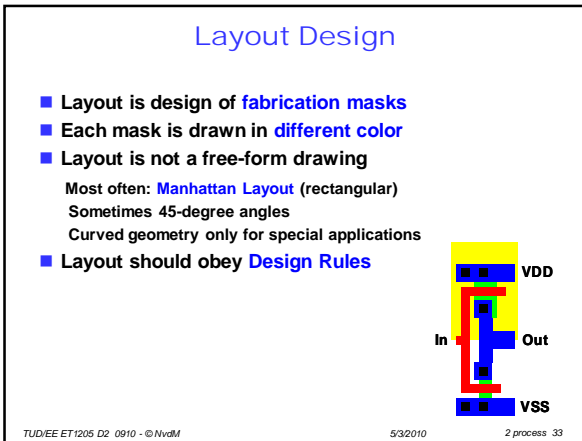 Layout Design
Layout is design of fabrication masks
Each mask is drawn in different color
Layout is not a free-form drawing
Most often: Manhattan Layout (rectangular)
Sometimes 45-degree angles
Curved geometry only for special applications
Layout should obey Design Rules
VDD
In Out
VSS
TUD/EE ET1205 D2 0910 - © NvdM 5/3/2010 2 process 33